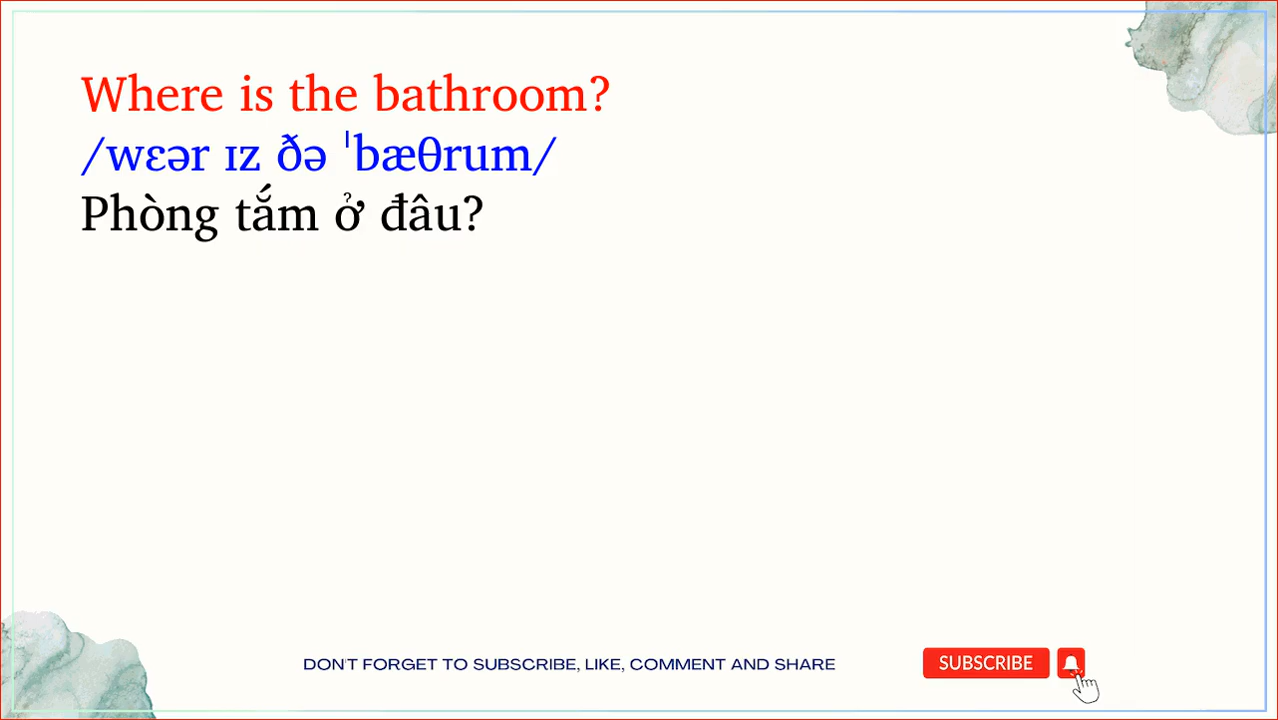 Where is the bathroom?
/wɛər ɪz ðə ˈbæθrum/
Phòng tắm ở đâu?
DON'T FORGET TO SUBSCRIBE, LIKE, COMMENT AND SHARE
SUBSCRIBE